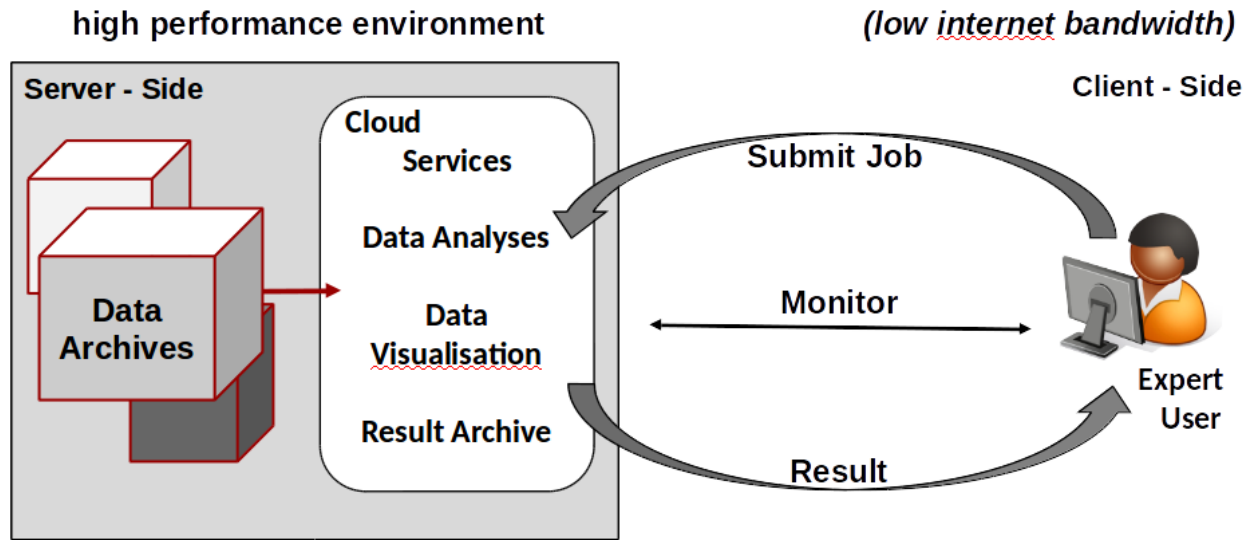 high performance environment
(low internet bandwidth)
Server - Side
Client - Side
Cloud
Services
Data Analyses
Data
Visualisation
Result Archive
Data
Archives
Submit Job
Monitor
Result
Expert
User